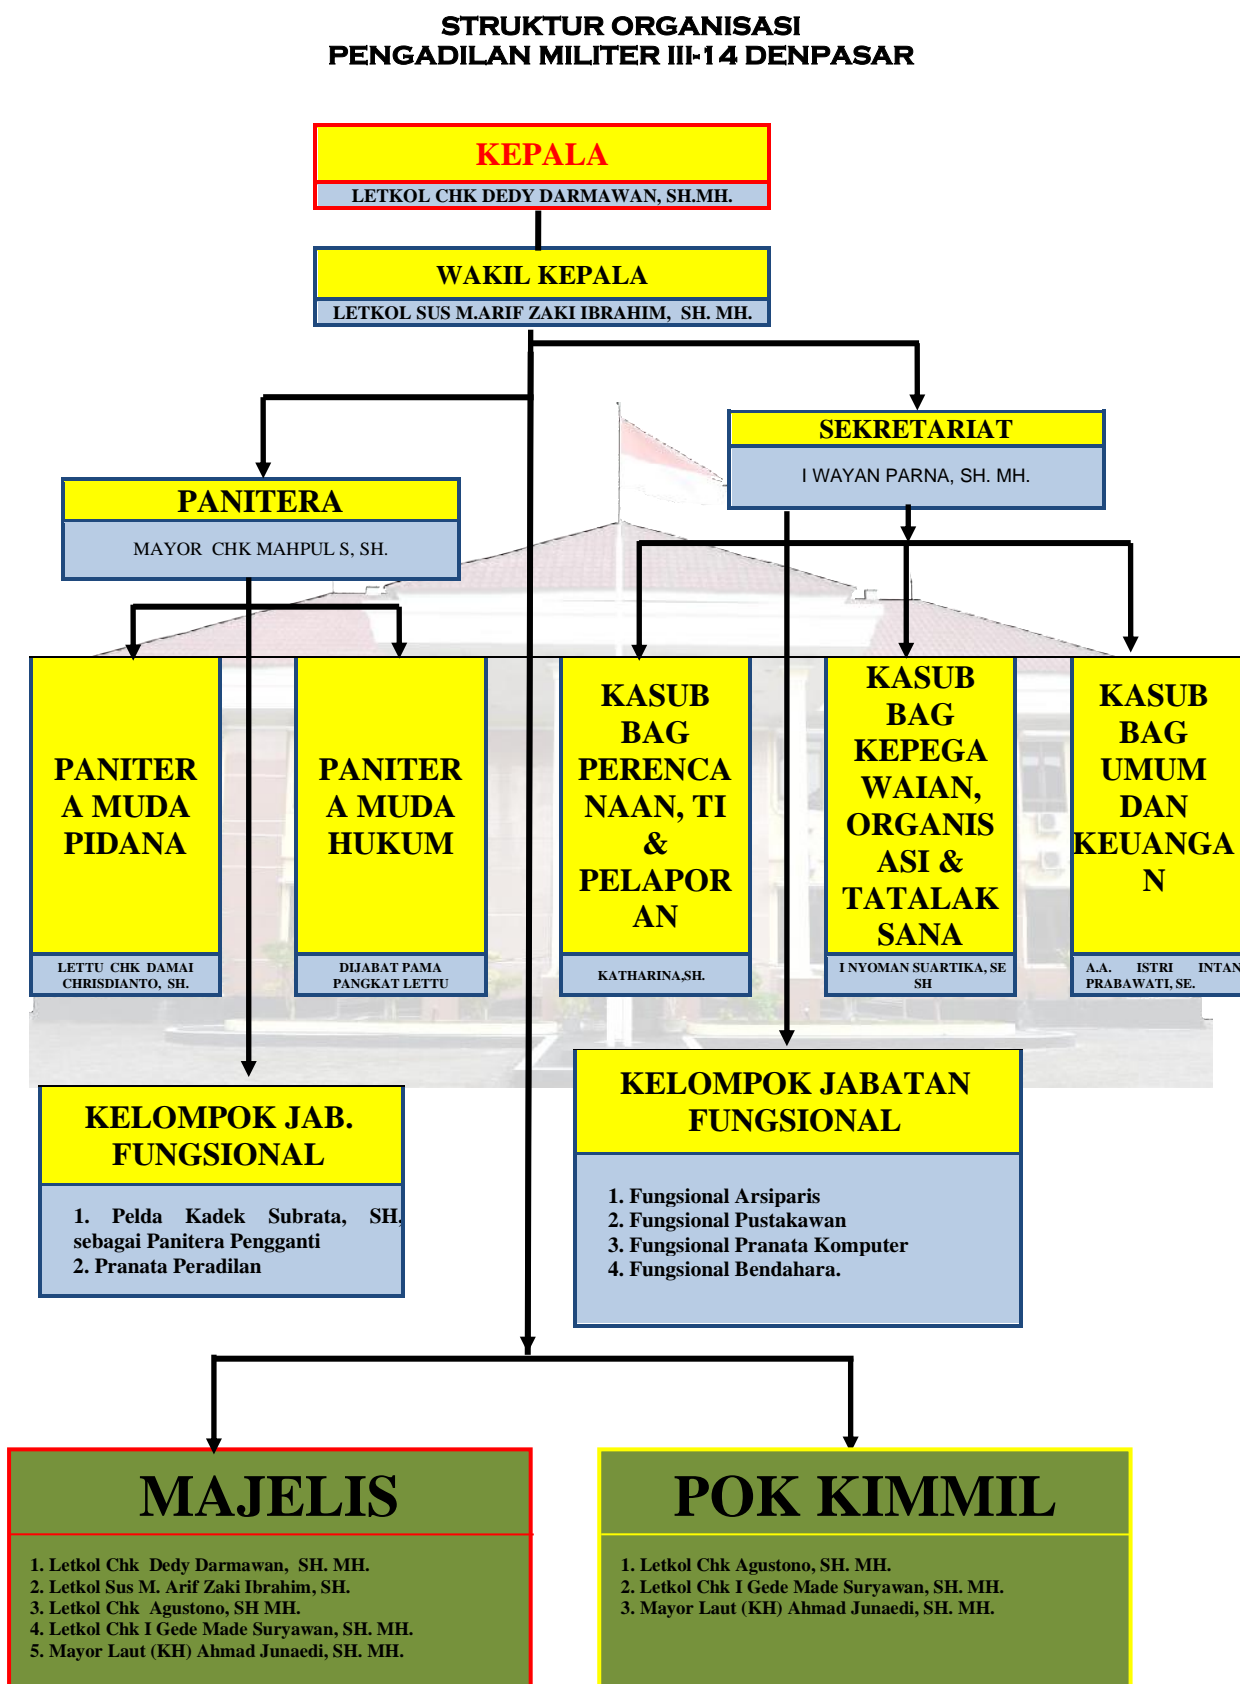 STRUKTUR ORGANISASI
PENGADILAN MILITER III-14 DENPASAR
KEPALA
LETKOL CHK DEDY DARMAWAN, SH.MH.
WAKIL KEPALA
LETKOL SUS M.ARIF ZAKI IBRAHIM, SH. MH.
SEKRETARIAT
I WAYAN PARNA, SH. MH.
PANITERA
MAYOR CHK MAHPUL S, SH.
PANITER
A MUDA
PIDANA
LETTU CHK DAMAI
CHRISDIANTO, SH.
PANITER
A MUDA
HUKUM
DIJABAT PAMA
PANGKAT LETTU
KASUB
BAG
PERENCA
NAAN, TI
&
PELAPOR
AN
KATHARINA,SH.
KASUB
BAG
KEPEGA
WAIAN,
ORGANIS
ASI &
TATALAK
SANA
I NYOMAN SUARTIKA, SE
SH
KASUB
BAG
UMUM
DAN
KEUANGA
N
A.A. ISTRI INTAN
PRABAWATI, SE.
KELOMPOK JAB.
FUNGSIONAL
1. Pelda Kadek Subrata, SH,
sebagai Panitera Pengganti
2. Pranata Peradilan
KELOMPOK JABATAN
FUNGSIONAL
1. Fungsional Arsiparis
2. Fungsional Pustakawan
3. Fungsional Pranata Komputer
4. Fungsional Bendahara.
MAJELIS
1. Letkol Chk Dedy Darmawan, SH. MH.
2. Letkol Sus M. Arif Zaki Ibrahim, SH.
3. Letkol Chk Agustono, SH MH.
4. Letkol Chk I Gede Made Suryawan, SH. MH.
5. Mayor Laut (KH) Ahmad Junaedi, SH. MH.
POK KIMMIL
1. Letkol Chk Agustono, SH. MH.
2. Letkol Chk I Gede Made Suryawan, SH. MH.
3. Mayor Laut (KH) Ahmad Junaedi, SH. MH.